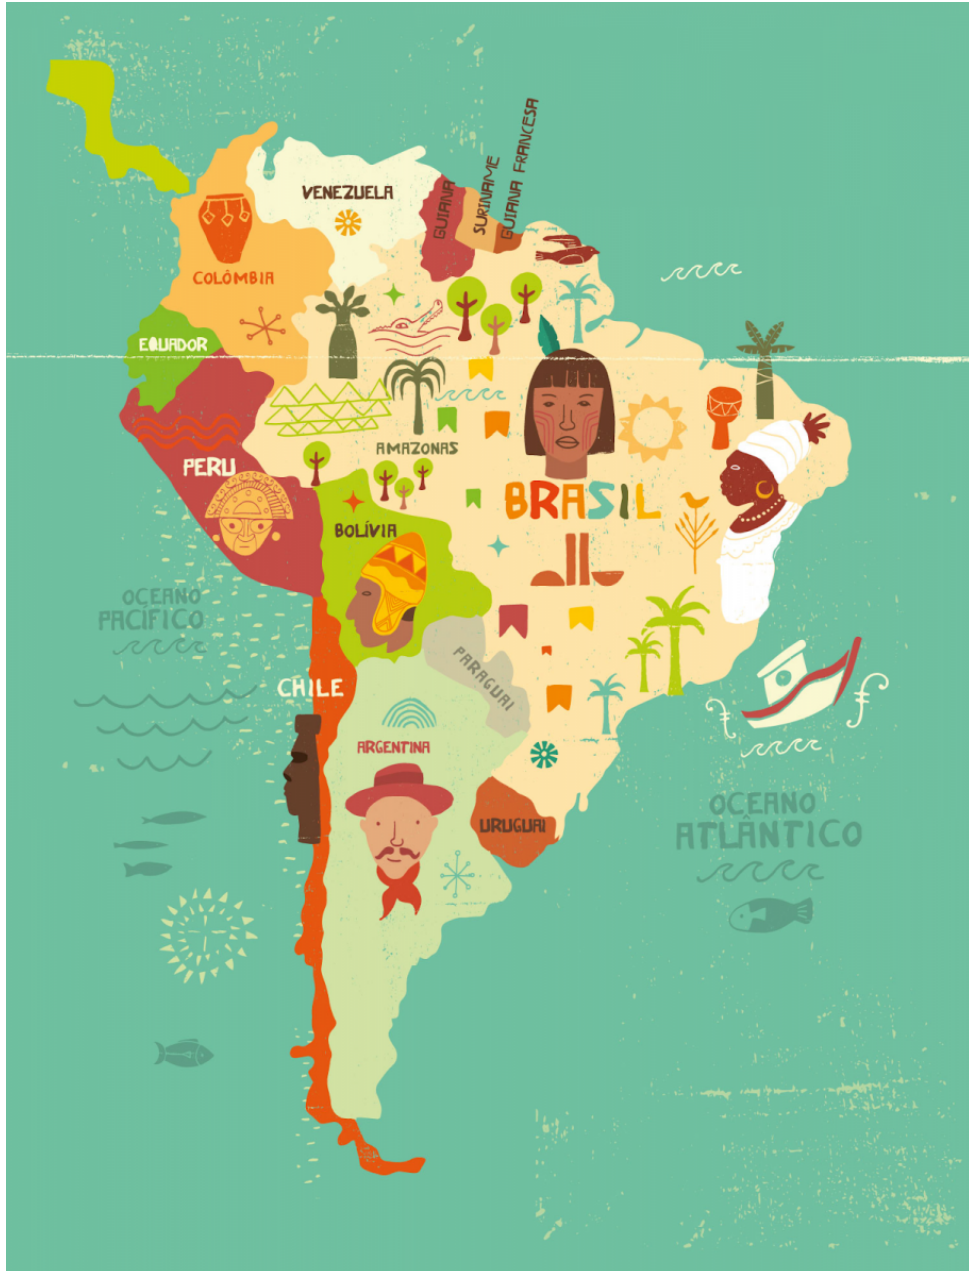 GUIANA FRANCESA
SURINAME
GUIANA
VENEZUELA
COLÔMBIA
EQUADOR
AMAZONAS
PERU
BRASIL
BOLÍVIA
OCEANO
PACÍFICO
PARAGUAI
CHILE
ARGENTINA
URUGUAI
OCEANO
ATLÂNTICO